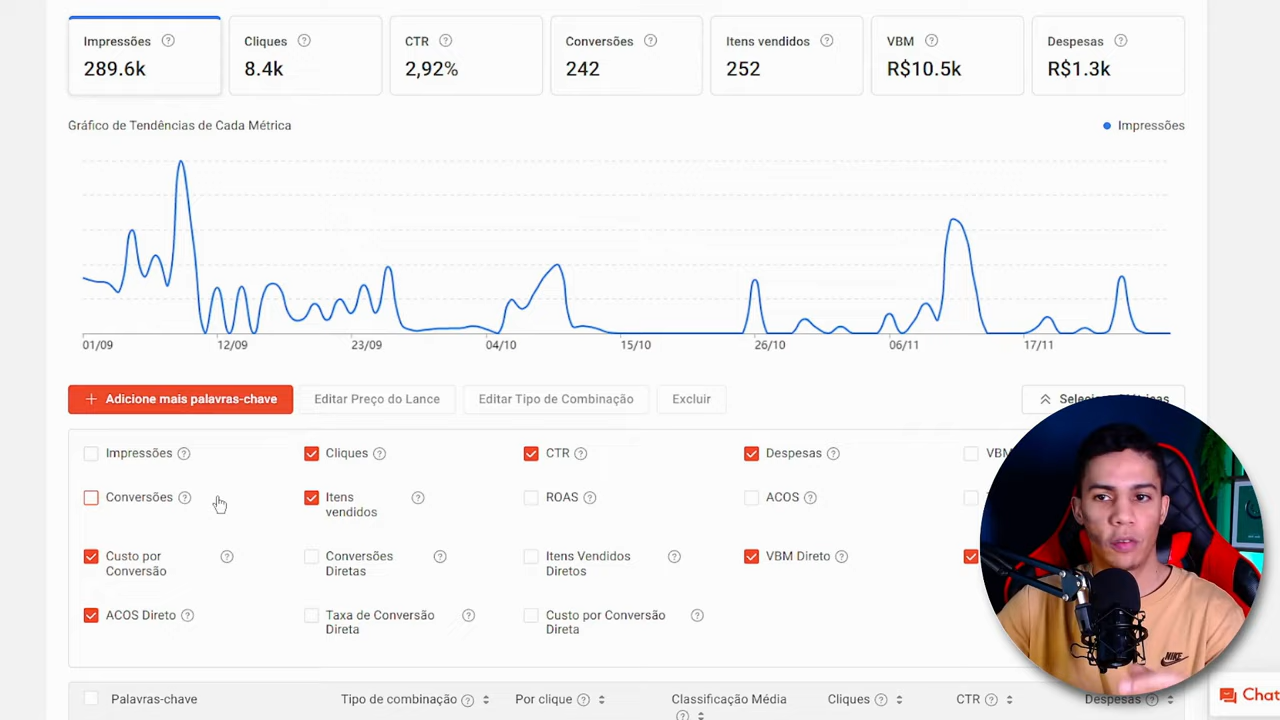 Impressões
289.6k
Cliques
8.4k
CTR
2,92%
Conversões
242
Itens vendidos
252
VBM
R$10.5k
Despesas
R$1.3k
Gráfico de Tendências de Cada Métrica
Impressões
01/09
12/09
23/09
04/10
15/10
26/10
06/11
17/11
+ Adicione mais palavras-chave
Editar Preço do Lance
Editar Tipo de Combinação
Excluir
Impressões
Cliques
CTR
Despesas
VBM
Conversões
Itens
vendidos
ROAS
ACOS
Custo por
Conversão
Conversões
Diretas
Itens Vendidos
Diretos
VBM Direto
ACOS Direto
Taxa de Conversão
Direta
Custo por Conversão
Direta
Palavras-chave
Tipo de combinação
Por clique
Classificação Média
Cliques
CTR
Despesas
NIKE
Chat